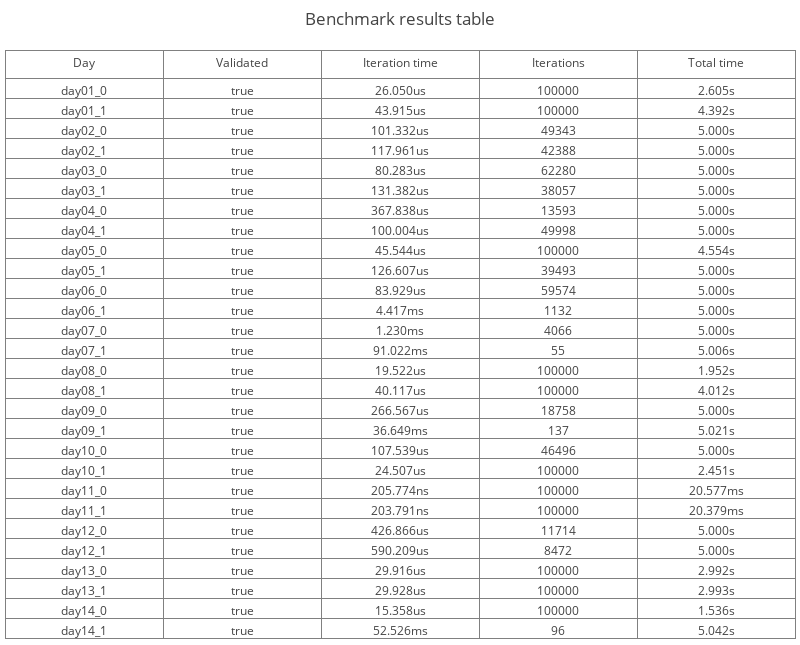 Benchmark results table
Day Validated Iteration time Iterations Total time
day01_0 true 26.050us 100000 2.605s
day01_1 true 43.915us 100000 4.392s
day02_0 true 101.332us 49343 5.000s
day02_1 true 117.961us 42388 5.000s
day03_0 true 80.283us 62280 5.000s
day03_1 true 131.382us 38057 5.000s
day04_0 true 367.838us 13593 5.000s
day04_1 true 100.004us 49998 5.000s
day05_0 true 45.544us 100000 4.554s
day05_1 true 126.607us 39493 5.000s
day06_0 true 83.929us 59574 5.000s
day06_1 true 4.417ms 1132 5.000s
day07_0 true 1.230ms 4066 5.000s
day07_1 true 91.022ms 55 5.006s
day08_0 true 19.522us 100000 1.952s
day08_1 true 40.117us 100000 4.012s
day09_0 true 266.567us 18758 5.000s
day09_1 true 36.649ms 137 5.021s
day10_0 true 107.539us 46496 5.000s
day10_1 true 24.507us 100000 2.451s
day11_0 true 205.774ns 100000 20.577ms
day11_1 true 203.791ns 100000 20.379ms
day12_0 true 426.866us 11714 5.000s
day12_1 true 590.209us 8472 5.000s
day13_0 true 29.916us 100000 2.992s
day13_1 true 29.928us 100000 2.993s
day14_0 true 15.358us 100000 1.536s
day14_1 true 52.526ms 96 5.042s